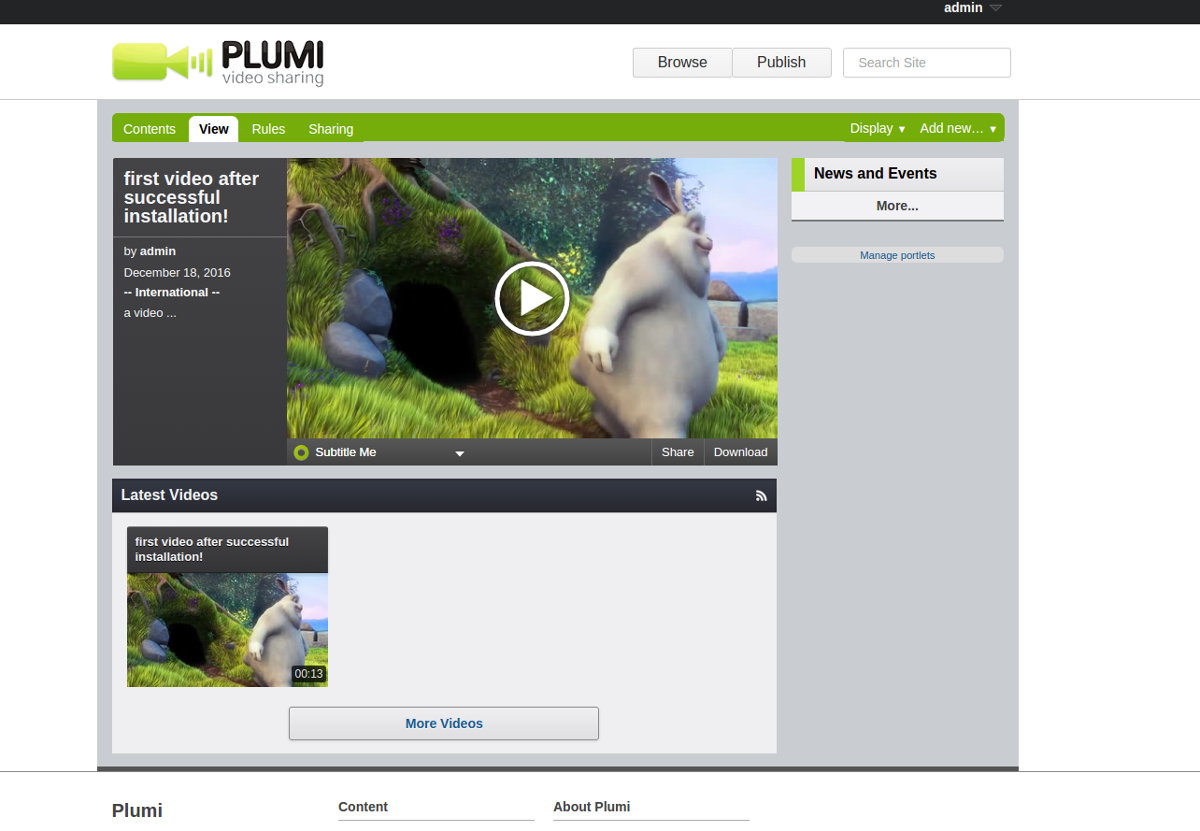 admin
PLUMI
video sharing
Browse
Publish
Search Site
Contents
View
Rules
Sharing
Display ▼
Add new… ▼
first video after
successful
installation!
by admin
December 18, 2016
-- International --
a video ...
Subtitle Me
Share
Download
News and Events
More...
Manage portlets
Latest Videos
first video after successful
installation!
00:13
More Videos
Plumi
Content
About Plumi